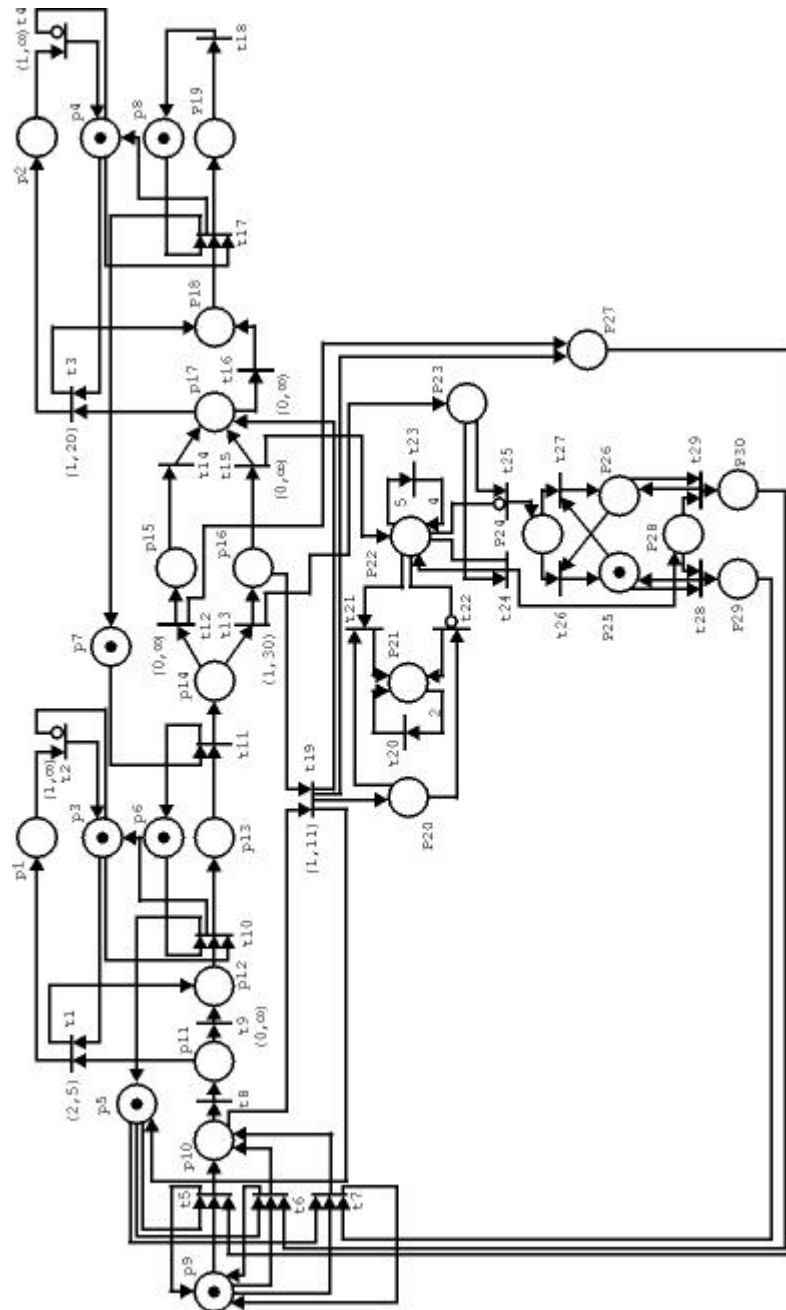 p1
p2
(1,∞)
t4
(1,∞)
t2
t1
(2,5)
t3
(1,20)
p3
p4
p5
p6
p7
p8
p9
t5
p10
t8
p11
t9
(0,∞)
p12
t10
p13
t11
p14
(0,∞)
t12
p15
t14
p17
t16
(0,∞)
P18
t17
P19
t18
t13
(1,30)
p16
t15
(0,∞)
t6
t7
(1,11)
t19
P20
t20
2
P21
t21
t22
P22
5
4
t23
P23
t24
t25
P24
t26
t27
P25
P26
P27
t28
P28
t29
P29
P30